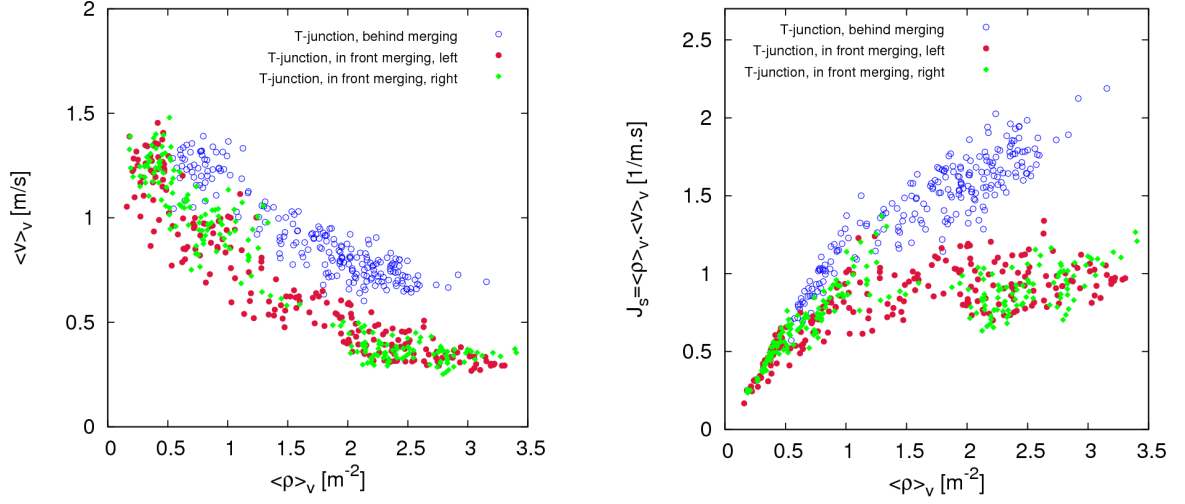 2
1.5
1
0.5
0
0
0.5
1
1.5
2
2.5
3
3.5
<v>v [m/s]
<ρ>v [m-2]
T-junction, behind merging
T-junction, in front merging, left
T-junction, in front merging, right
2.5
2
1.5
1
0.5
0
0
0.5
1
1.5
2
2.5
3
3.5
Js=<ρ>v.<v>v [1/m.s]
<ρ>v [m-2]
T-junction, behind merging
T-junction, in front merging, left
T-junction, in front merging, right